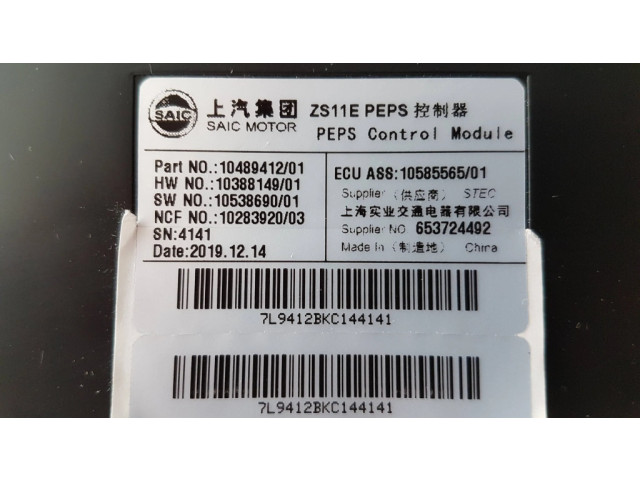 SAIC
上汽集团
SAIC MOTOR
ZS11E PEPS 控制器
PEPS Control Module
Part NO.:10489412/01
HW NO.:10388149/01
SW NO.:10538690/01
NCF NO.:10283920/03
SN:4141
Date:2019.12.14
ECU ASS:10585565/01
Supplier (供应商) STEC
上海实业交通电器有限公司
Supplier NO 653724492
Made In (制造地) China
7L9412BKC144141
7L9412BKC144141